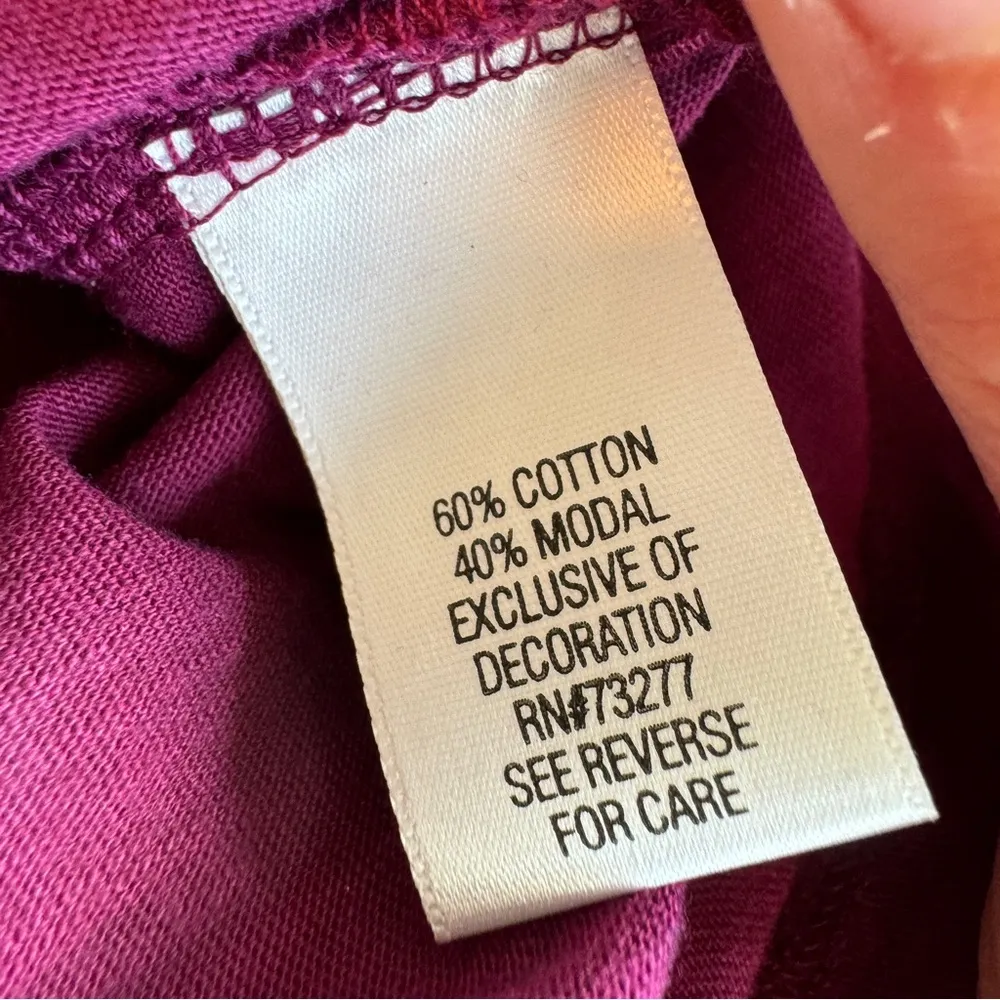 60% COTTON
40% MODAL
EXCLUSIVE OF
DECORATION
RN#73277
SEE REVERSE
FOR CARE